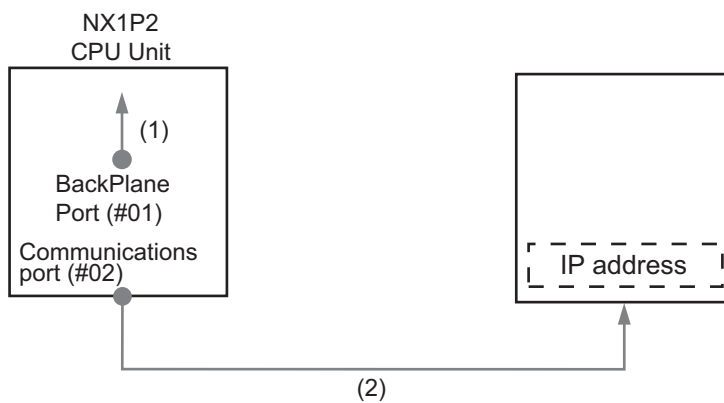 NX1P2
CPU Unit
(1)
BackPlane
Port (#01)
Communications
port (#02)
IP address
(2)